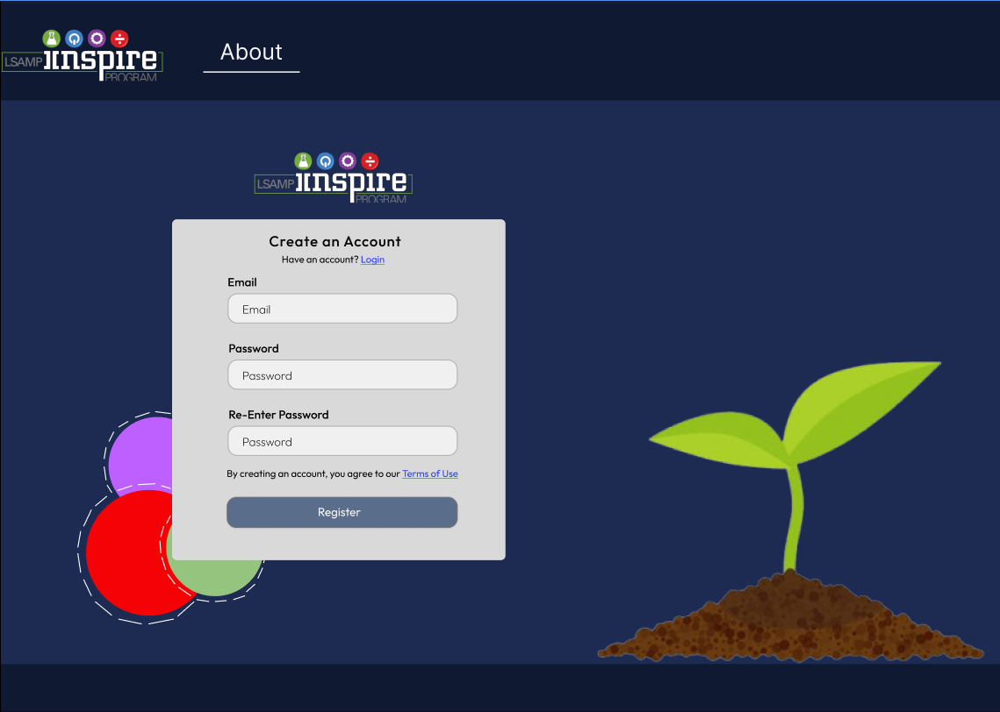 LSAMP inspire
PROGRAM
About
LSAMP inspire
PROGRAM
Create an Account
Have an account? Login
Email
Email
Password
Password
Re-Enter Password
Password
By creating an account, you agree to our Terms of Use
Register